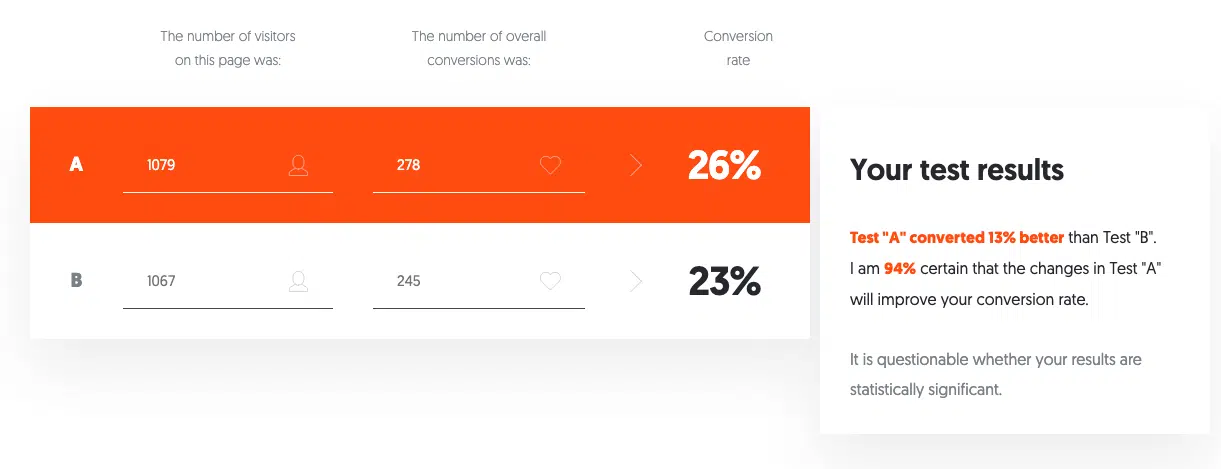 The number of visitors
on this page was:
The number of overall
conversions was:
Conversion
rate
A
1079
278
26%
B
1067
245
23%
Your test results
Test "A" converted 13% better than Test "B".
I am 94% certain that the changes in Test "A"
will improve your conversion rate.
It is questionable whether your results are
statistically significant.